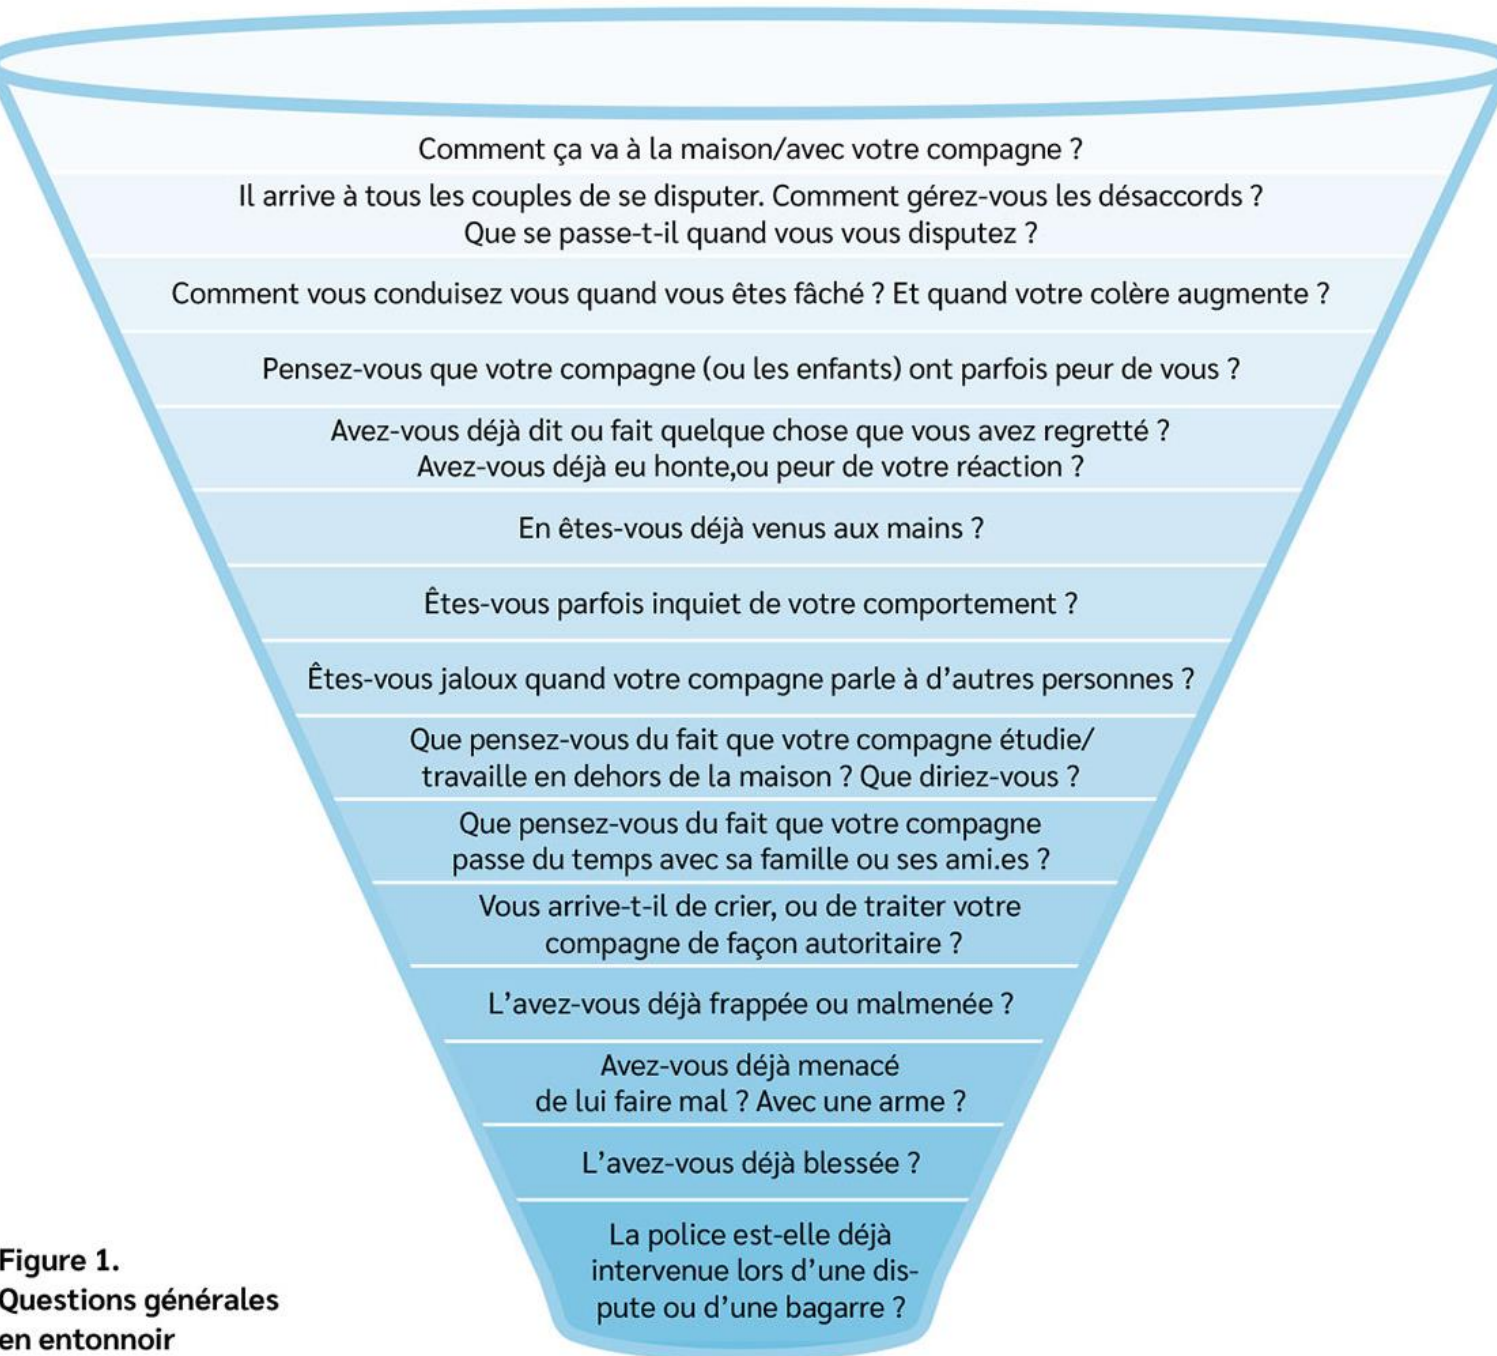 Comment ça va à la maison/avec votre compagne ?
Il arrive à tous les couples de se disputer. Comment gérez-vous les désaccords ?
Que se passe-t-il quand vous vous disputez ?
Comment vous conduisez vous quand vous êtes fâché ? Et quand votre colère augmente ?
Pensez-vous que votre compagne (ou les enfants) ont parfois peur de vous ?
Avez-vous déjà dit ou fait quelque chose que vous avez regretté ?
Avez-vous déjà eu honte,ou peur de votre réaction ?
En êtes-vous déjà venus aux mains ?
Êtes-vous parfois inquiet de votre comportement ?
Êtes-vous jaloux quand votre compagne parle à d’autres personnes ?
Que pensez-vous du fait que votre compagne étudie/
travaille en dehors de la maison ? Que diriez-vous ?
Que pensez-vous du fait que votre compagne
passe du temps avec sa famille ou ses ami.es ?
Vous arrive-t-il de crier, ou de traiter votre
compagne de façon autoritaire ?
L’avez-vous déjà frappée ou malmenée ?
Avez-vous déjà menacé
de lui faire mal ? Avec une arme ?
L’avez-vous déjà blessée ?
La police est-elle déjà
intervenue lors d’une dis-
pute ou d’une bagarre ?
Figure 1.
Questions générales
en entonnoir